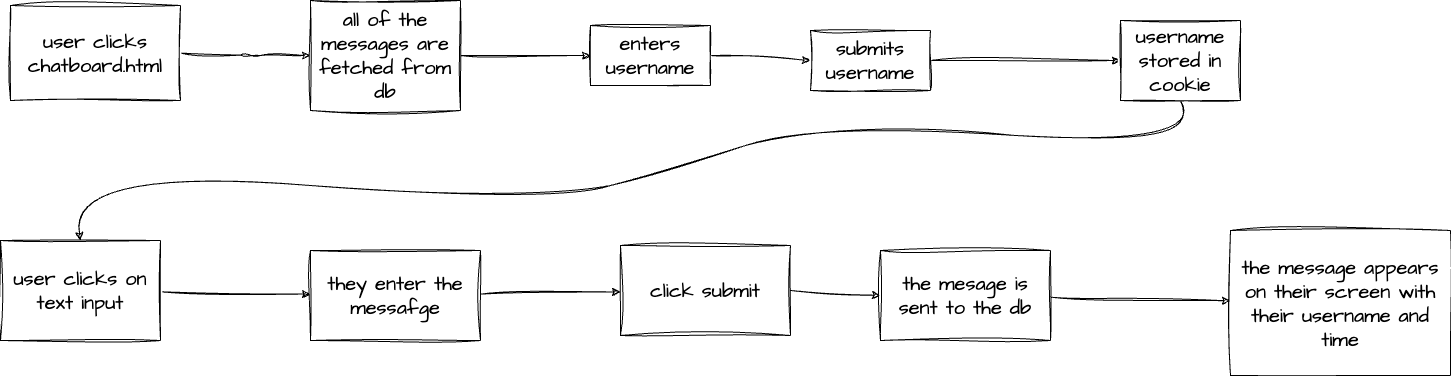 user clicks
chatboard.html
all of the
messages are
fetched from
db
enters
username
submits
username
username
stored in
cookie
user clicks on
text input
they enter the
messafge
click submit
the mesage is
sent to the db
the message appears
on their screen with
their username and
time